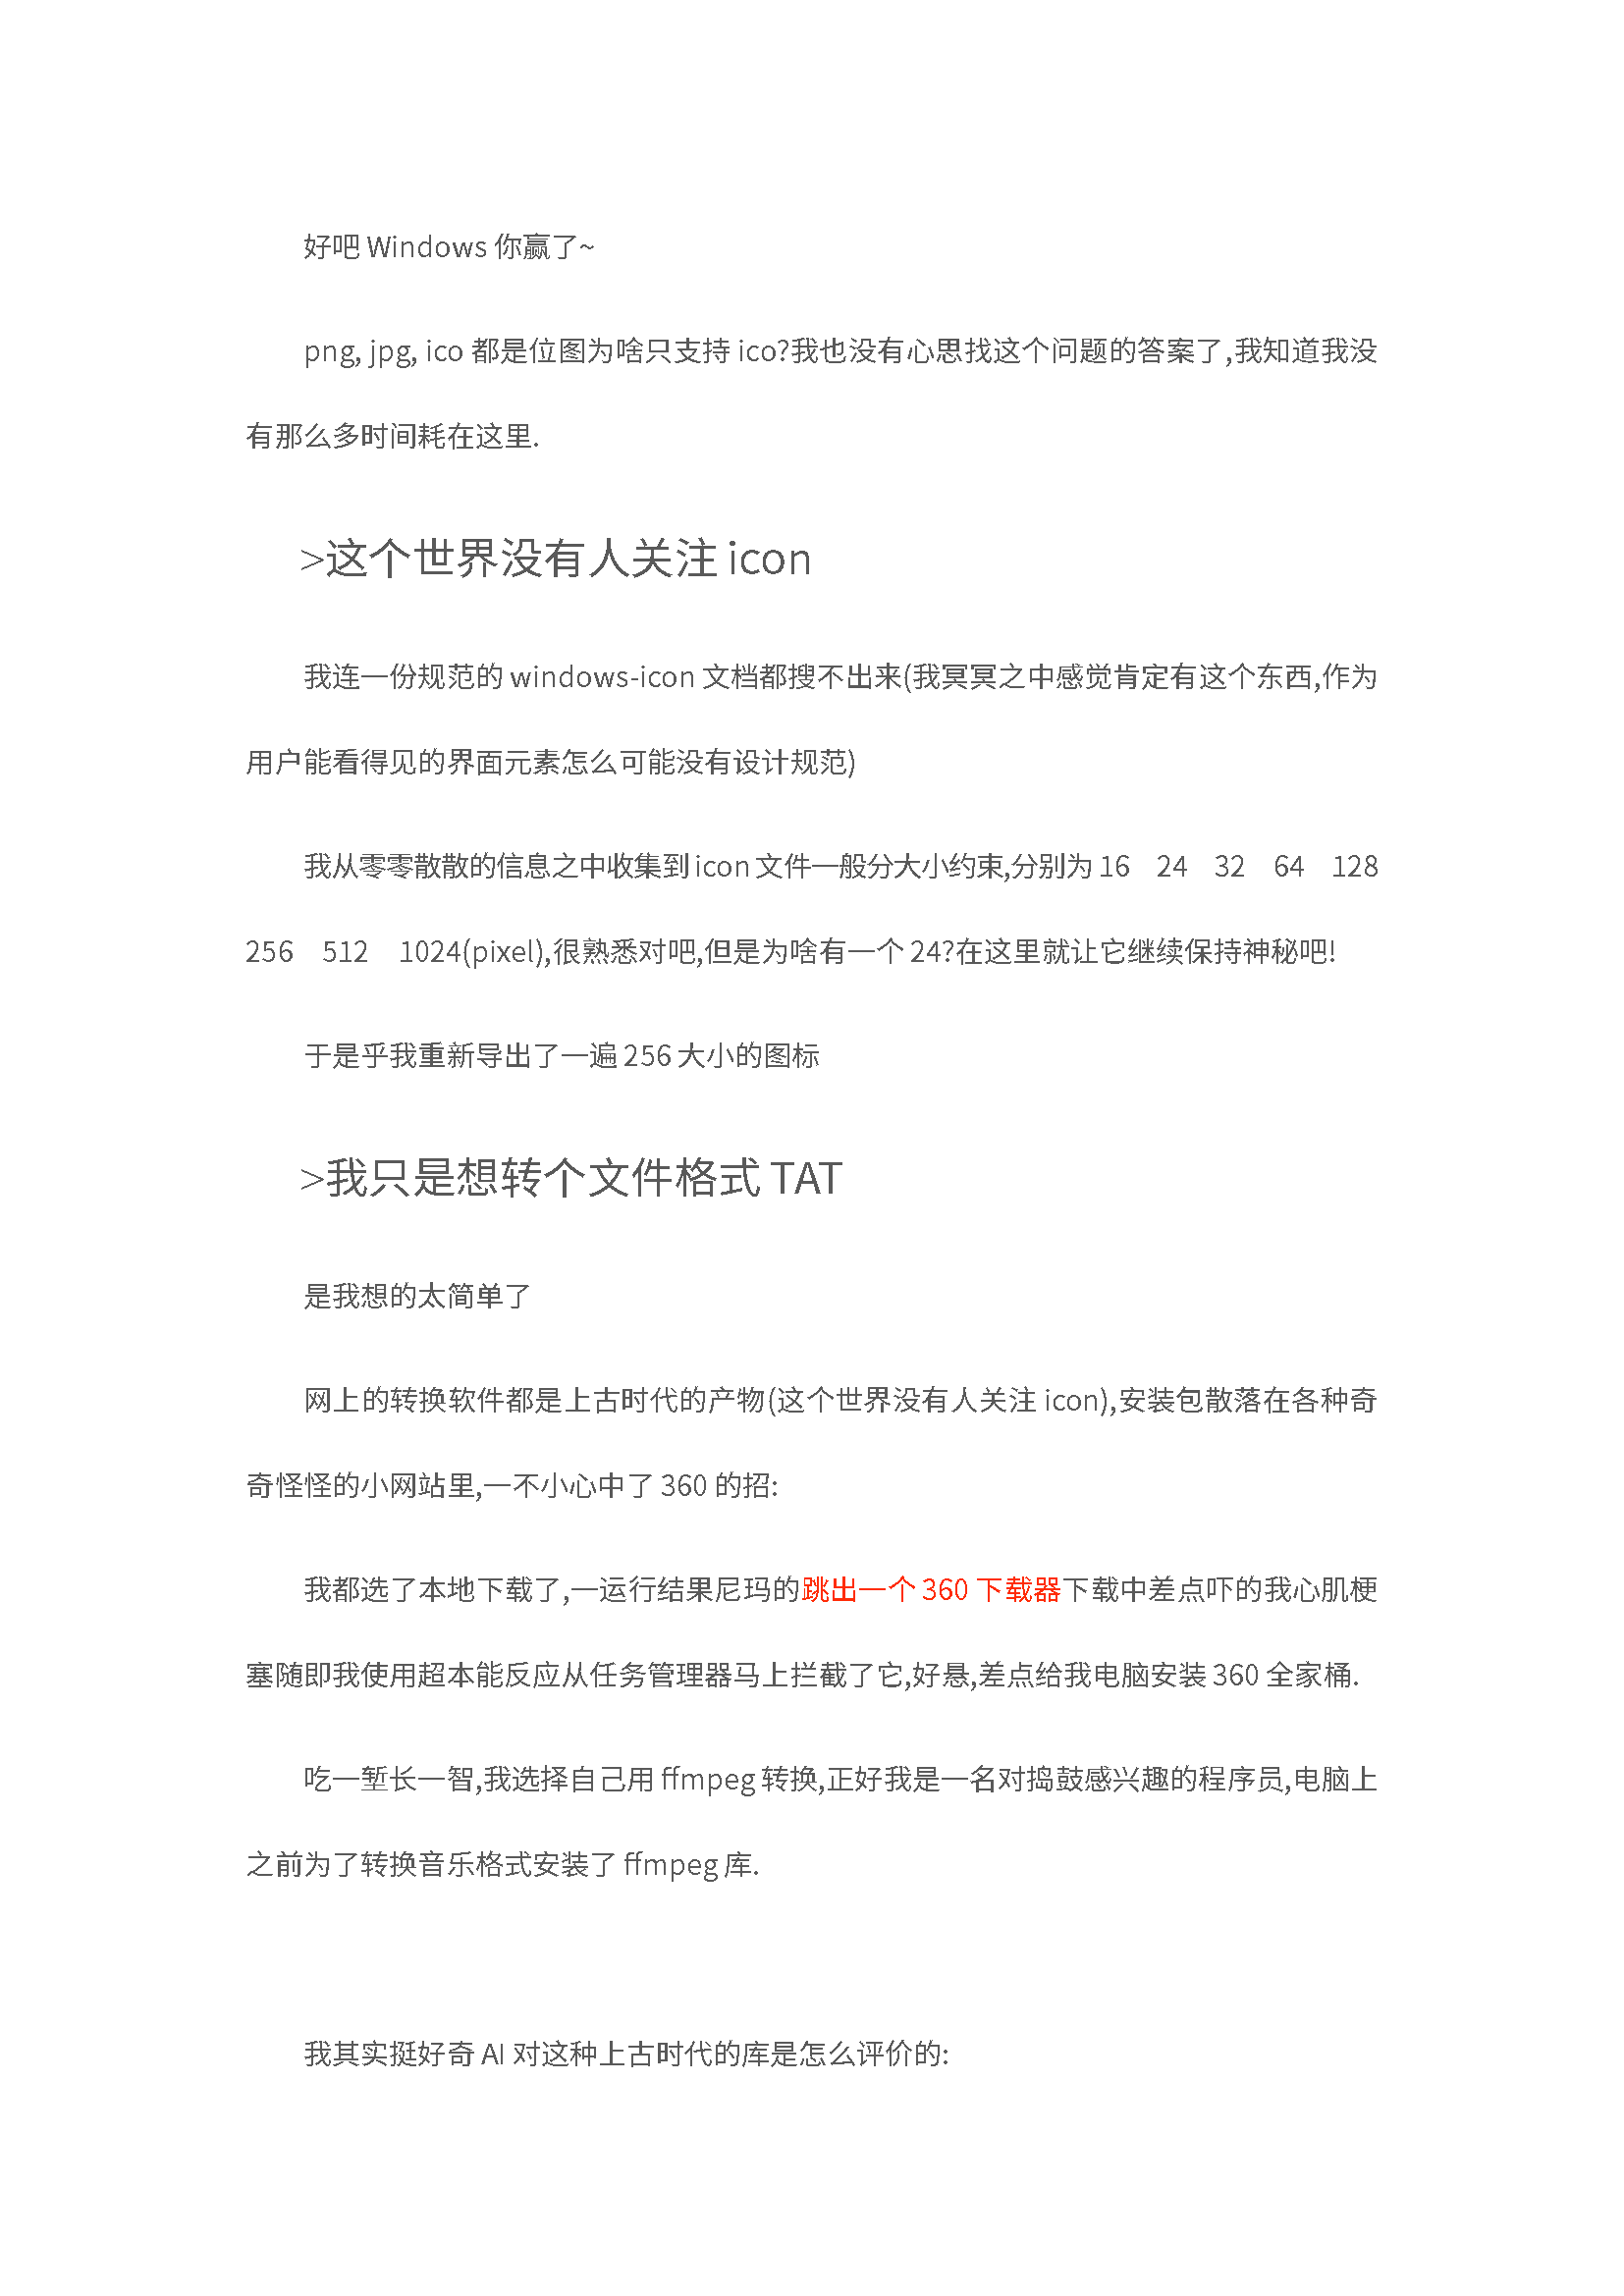 好吧 Windows 你赢了~
png, jpg, ico 都是位图为啥只支持 ico?我也没有心思找这个问题的答案了,我知道我没
有那么多时间耗在这里.
>这个世界没有人关注 icon
我连一份规范的 windows-icon 文档都搜不出来(我冥冥之中感觉肯定有这个东西,作为
用户能看得见的界面元素怎么可能没有设计规范)
我从零零散散的信息之中收集到 icon 文件一般分大小约束,分别为 16 24 32 64 128
256 512 1024(pixel),很熟悉对吧,但是为啥有一个 24?在这里就让它继续保持神秘吧!
于是乎我重新导出了一遍 256 大小的图标
>我只是想转个文件格式 TAT
是我想的太简单了
网上的转换软件都是上古时代的产物(这个世界没有人关注 icon),安装包散落在各种奇
奇怪怪的小网站里,一不小心中了 360 的招:
我都选了本地下载了,一运行结果尼玛的跳出一个 360 下载器下载中差点吓的我心肌梗
塞随即我使用超本能反应从任务管理器马上拦截了它,好悬,差点给我电脑安装 360 全家桶.
吃一堑长一智,我选择自己用 ffmpeg 转换,正好我是一名对捣鼓感兴趣的程序员,电脑上
之前为了转换音乐格式安装了 ffmpeg 库.
我其实挺好奇 AI 对这种上古时代的库是怎么评价的: